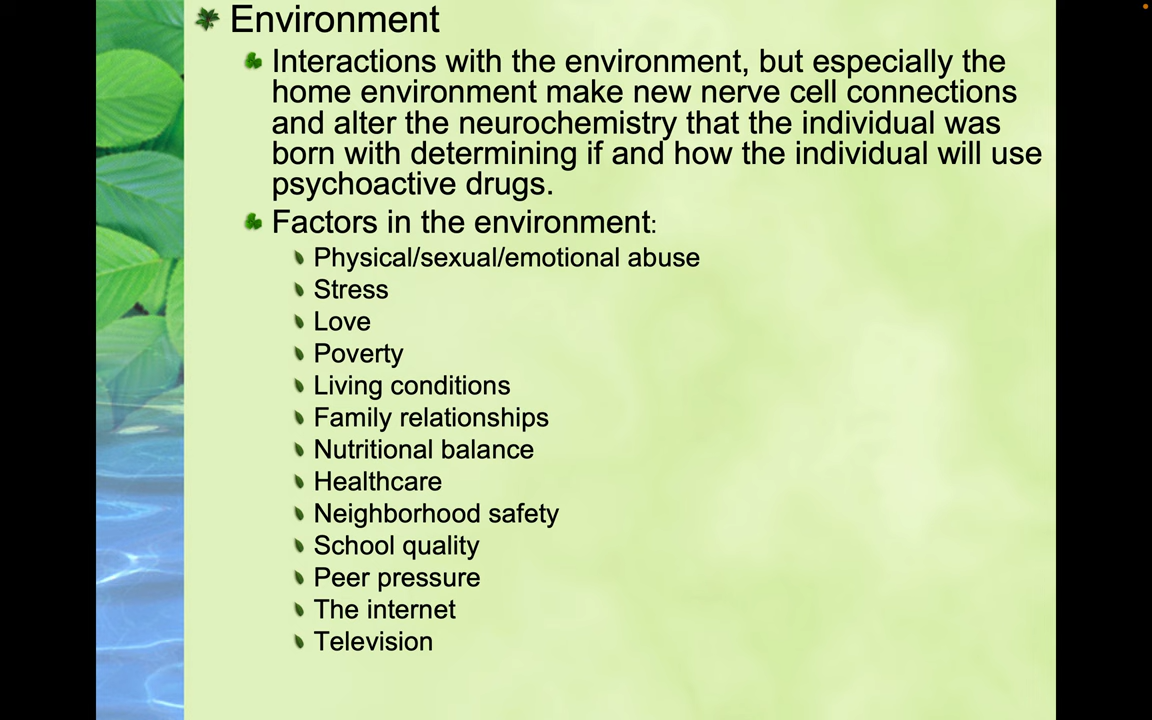 Environment
Interactions with the environment, but especially the
home environment make new nerve cell connections
and alter the neurochemistry that the individual was
born with determining if and how the individual will use
psychoactive drugs.
Factors in the environment:
Physical/sexual/emotional abuse
Stress
Love
Poverty
Living conditions
Family relationships
Nutritional balance
Healthcare
Neighborhood safety
School quality
Peer pressure
The internet
Television